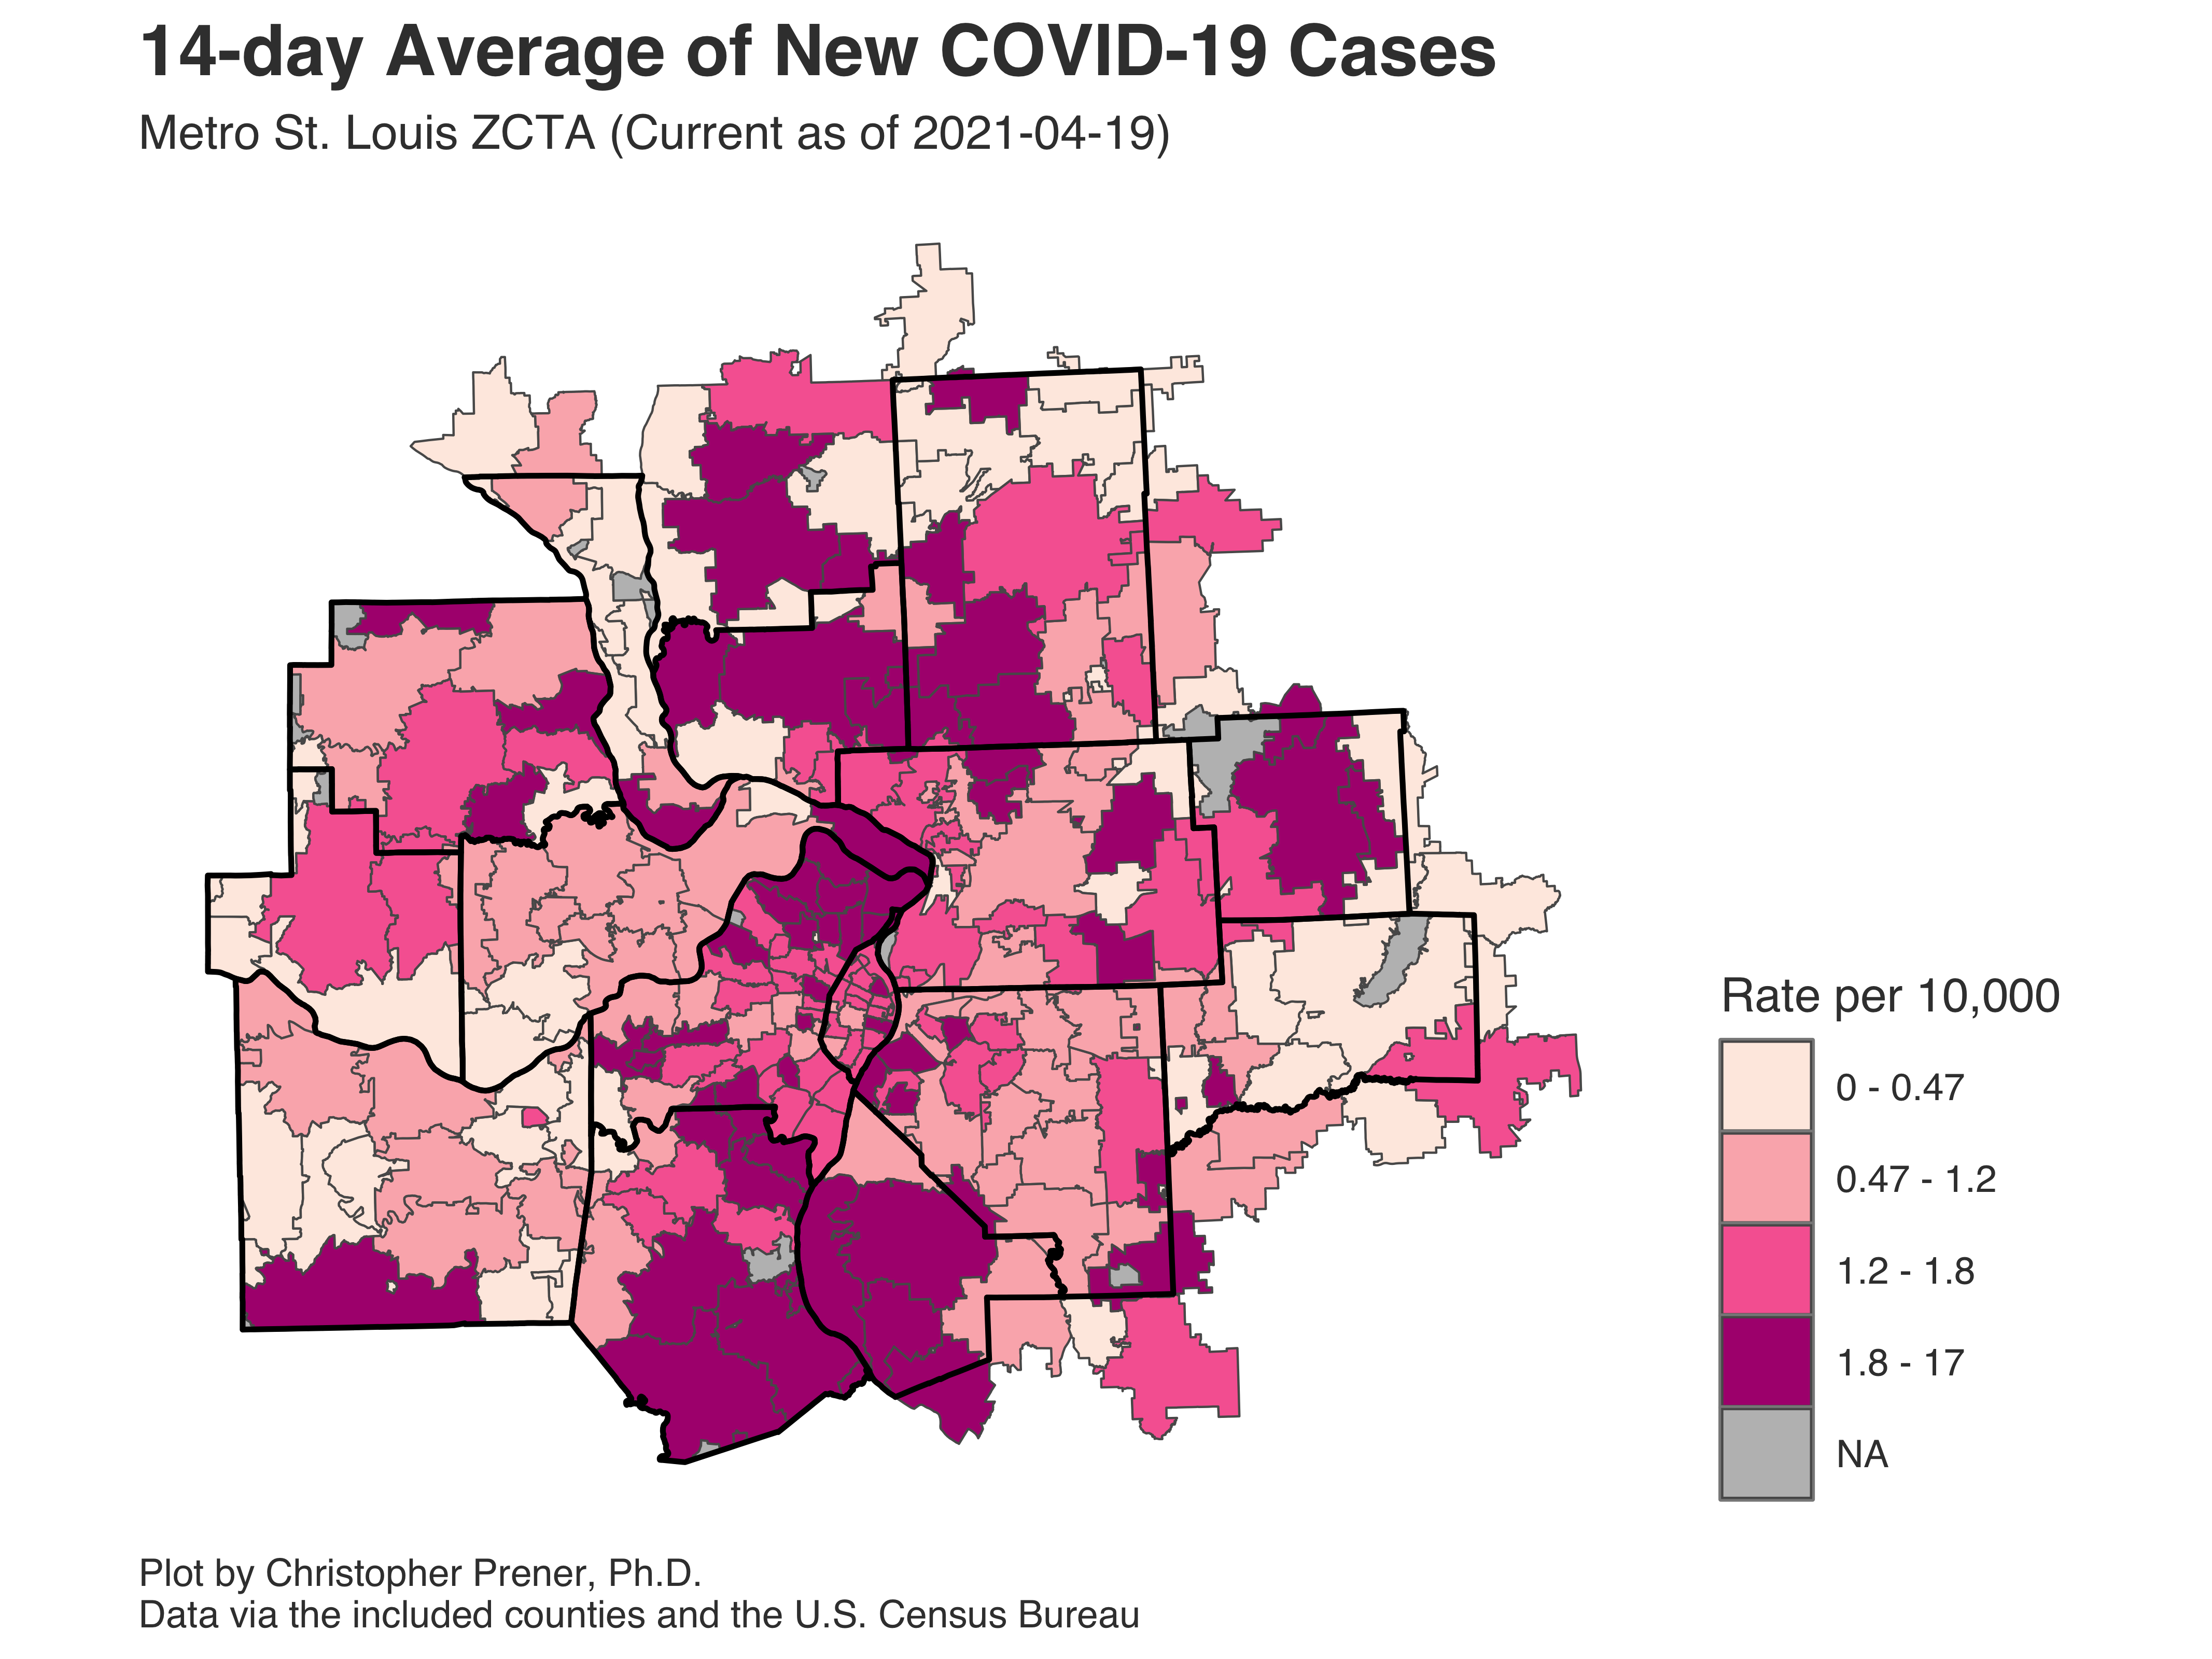 14-day Average of New COVID-19 Cases
Metro St. Louis ZCTA (Current as of 2021-04-19)
Rate per 10,000
0 - 0.47
0.47 - 1.2
1.2 - 1.8
1.8 - 17
NA
Plot by Christopher Prener, Ph.D.
Data via the included counties and the U.S. Census Bureau